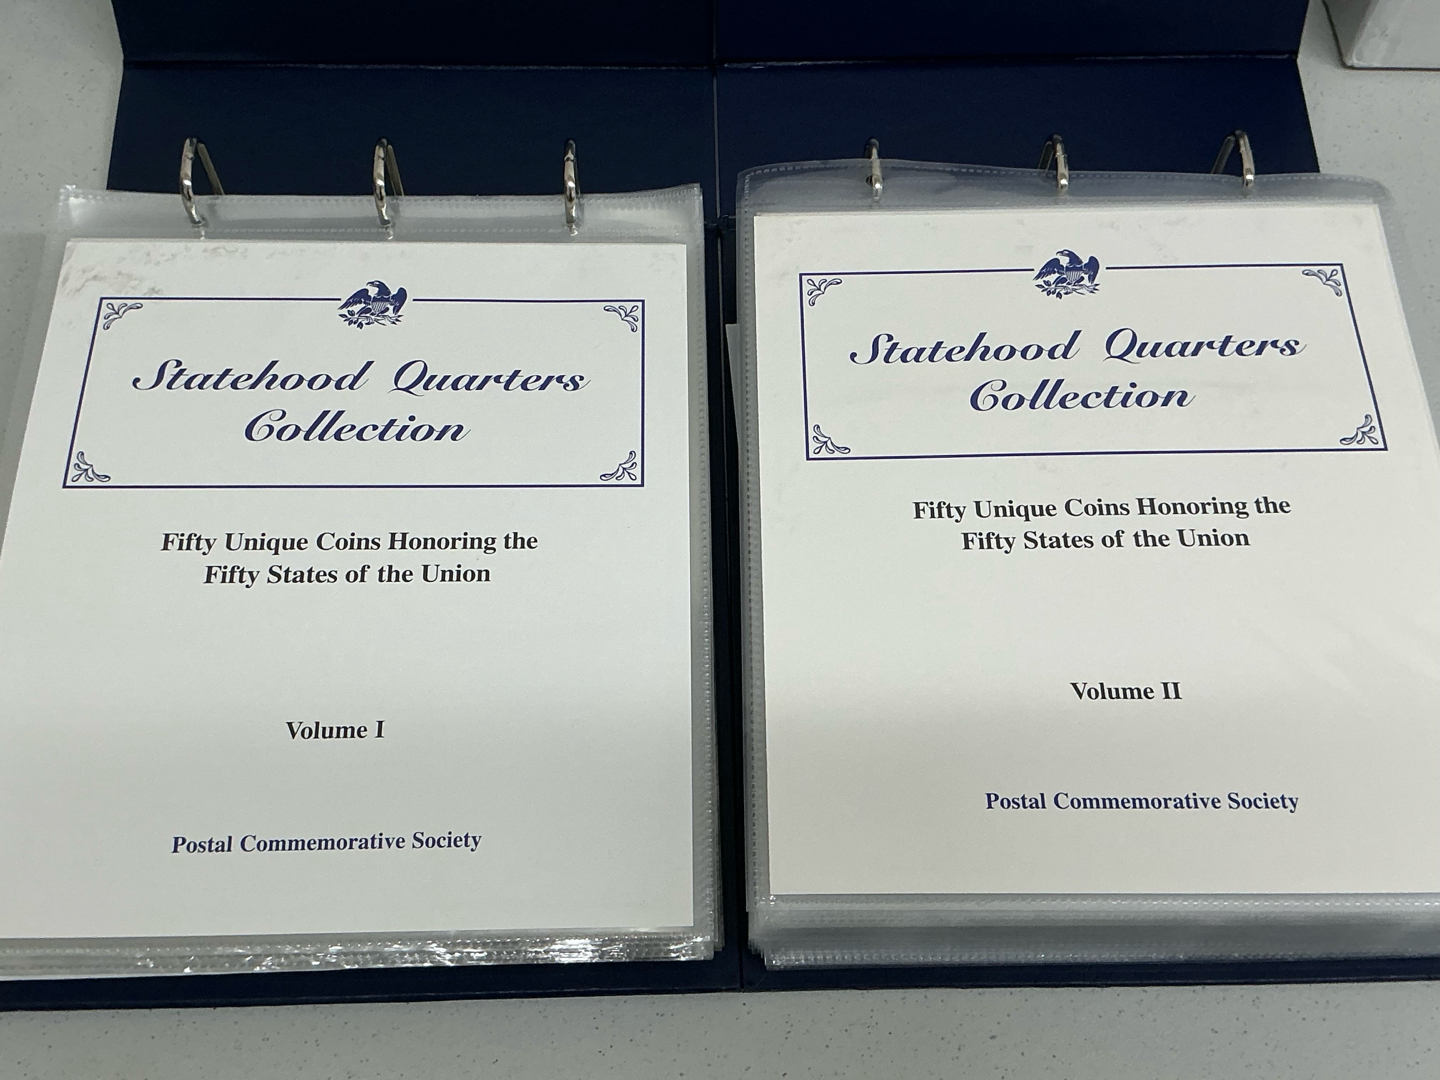 Statehood Quarters
Collection
Fifty Unique Coins Honoring the
Fifty States of the Union
Volume I
Postal Commemorative Society
Statehood Quarters
Collection
Fifty Unique Coins Honoring the
Fifty States of the Union
Volume II
Postal Commemorative Society